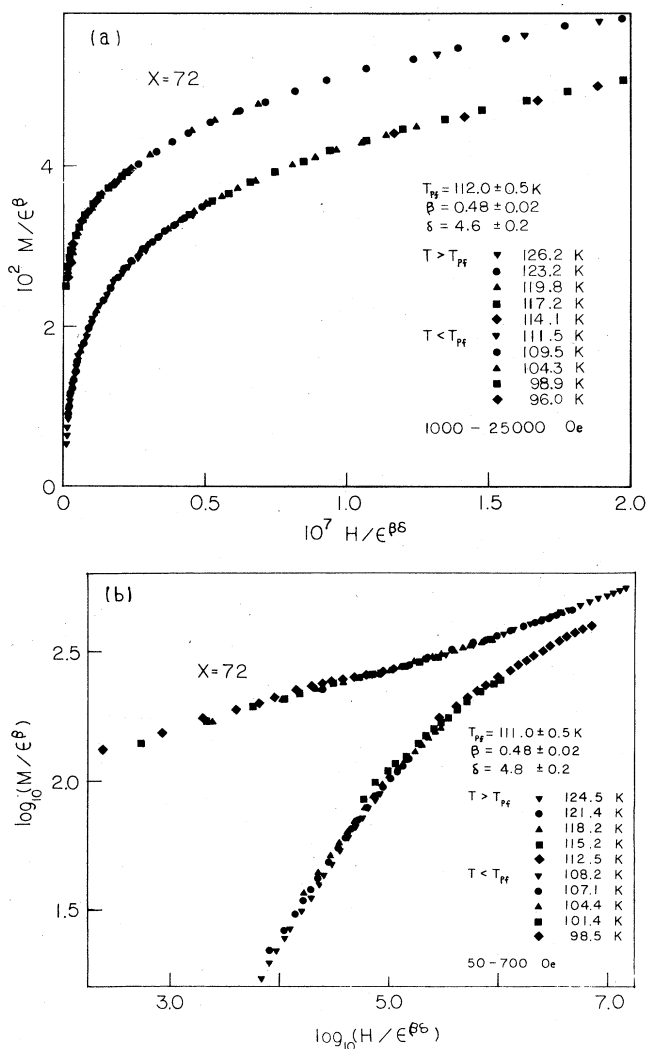 (a)
X=72
4
2
0
10² M/ϵ^β
T_Pf = 112.0 ± 0.5 K
β = 0.48 ± 0.02
δ = 4.6 ± 0.2
T > T_Pf ▼ 126.2 K
● 123.2 K
▲ 119.8 K
■ 117.2 K
◆ 114.1 K
T < T_Pf ▼ 111.5 K
● 109.5 K
▲ 104.3 K
■ 98.9 K
◆ 96.0 K
1000 - 25000 Oe
0 0.5 1.0 1.5 2.0
10⁷ H/ϵ^βδ
(b)
X=72
2.5
2.0
1.5
log₁₀(M/ϵ^β)
T_Pf = 111.0 ± 0.5 K
β = 0.48 ± 0.02
δ = 4.8 ± 0.2
T > T_Pf ▼ 124.5 K
● 121.4 K
▲ 118.2 K
■ 115.2 K
◆ 112.5 K
T < T_Pf ▼ 108.2 K
● 107.1 K
▲ 104.4 K
■ 101.4 K
◆ 98.5 K
50 - 700 Oe
3.0 5.0 7.0
log₁₀(H/ϵ^βδ)